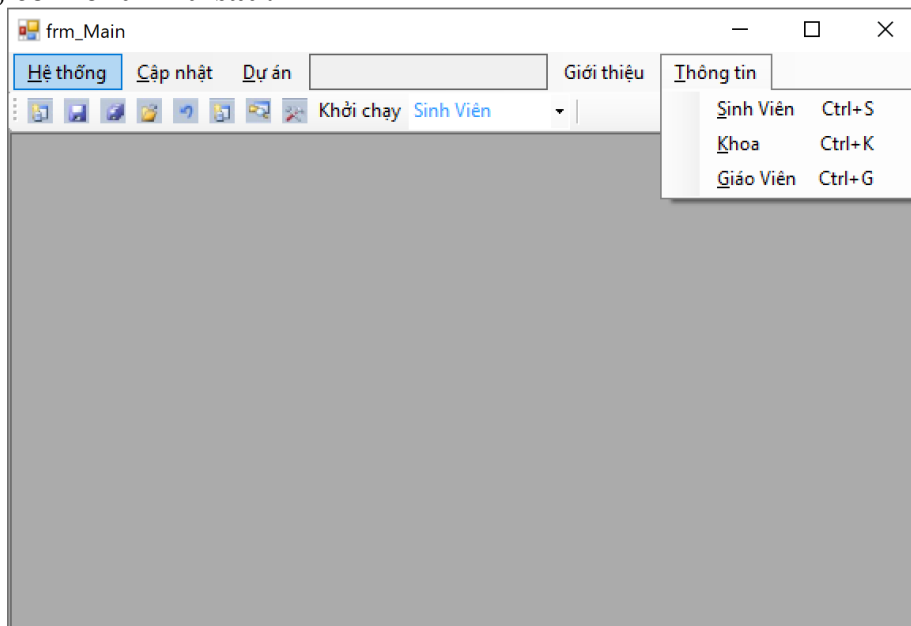 frm_Main
Hệ thống Cập nhật Dự án Giới thiệu Thông tin
Khởi chạy Sinh Viên
Sinh Viên Ctrl+S
Khoa Ctrl+K
Giáo Viên Ctrl+G